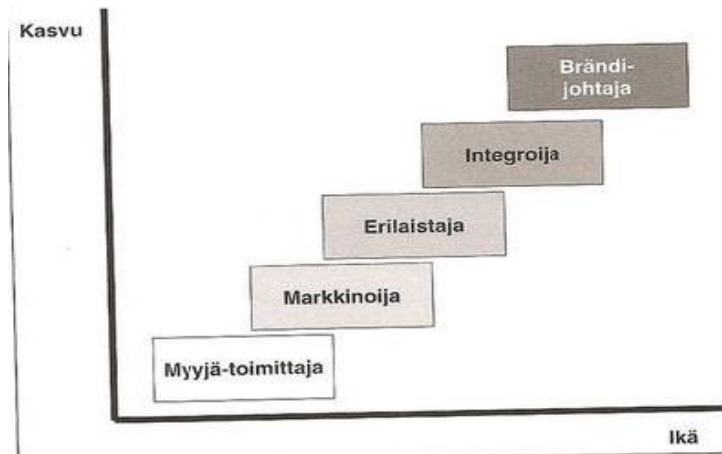 Kasvu
Brändi-
johtaja
Integroija
Erilaistaja
Markkinoija
Myyjä-toimittaja
Ikä